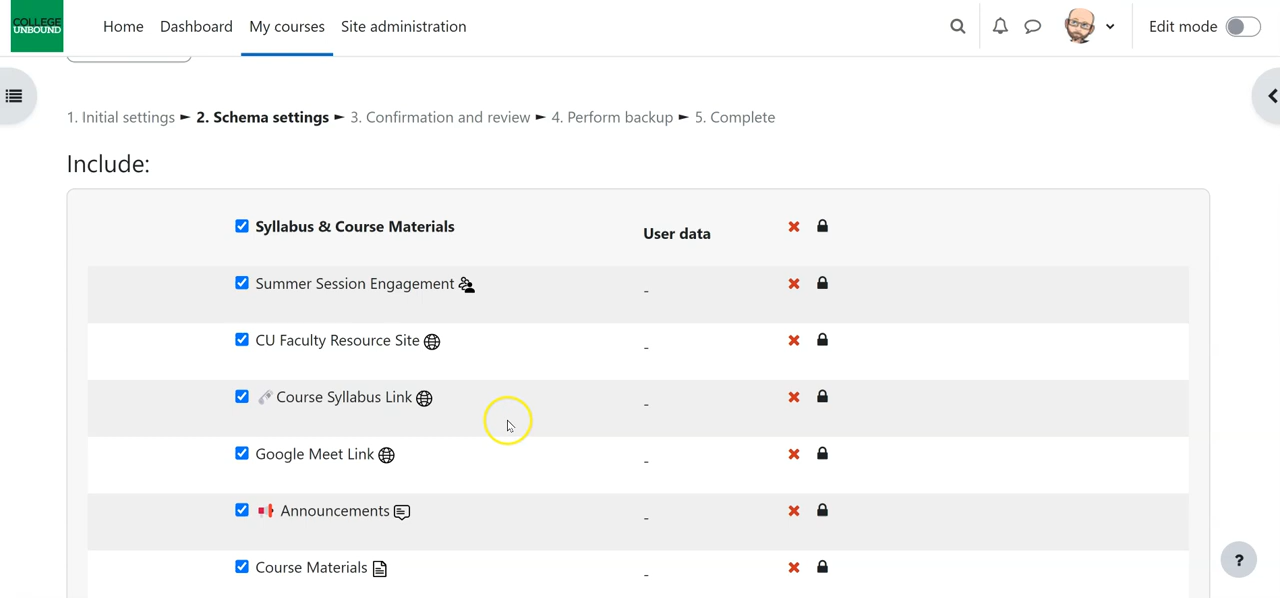 COLLEGE
UNBOUND
Home Dashboard My courses Site administration Edit mode
1. Initial settings ► 2. Schema settings ► 3. Confirmation and review ► 4. Perform backup ► 5. Complete
Include:
Syllabus & Course Materials User data
Summer Session Engagement -
CU Faculty Resource Site -
Course Syllabus Link -
Google Meet Link -
Announcements -
Course Materials -
?